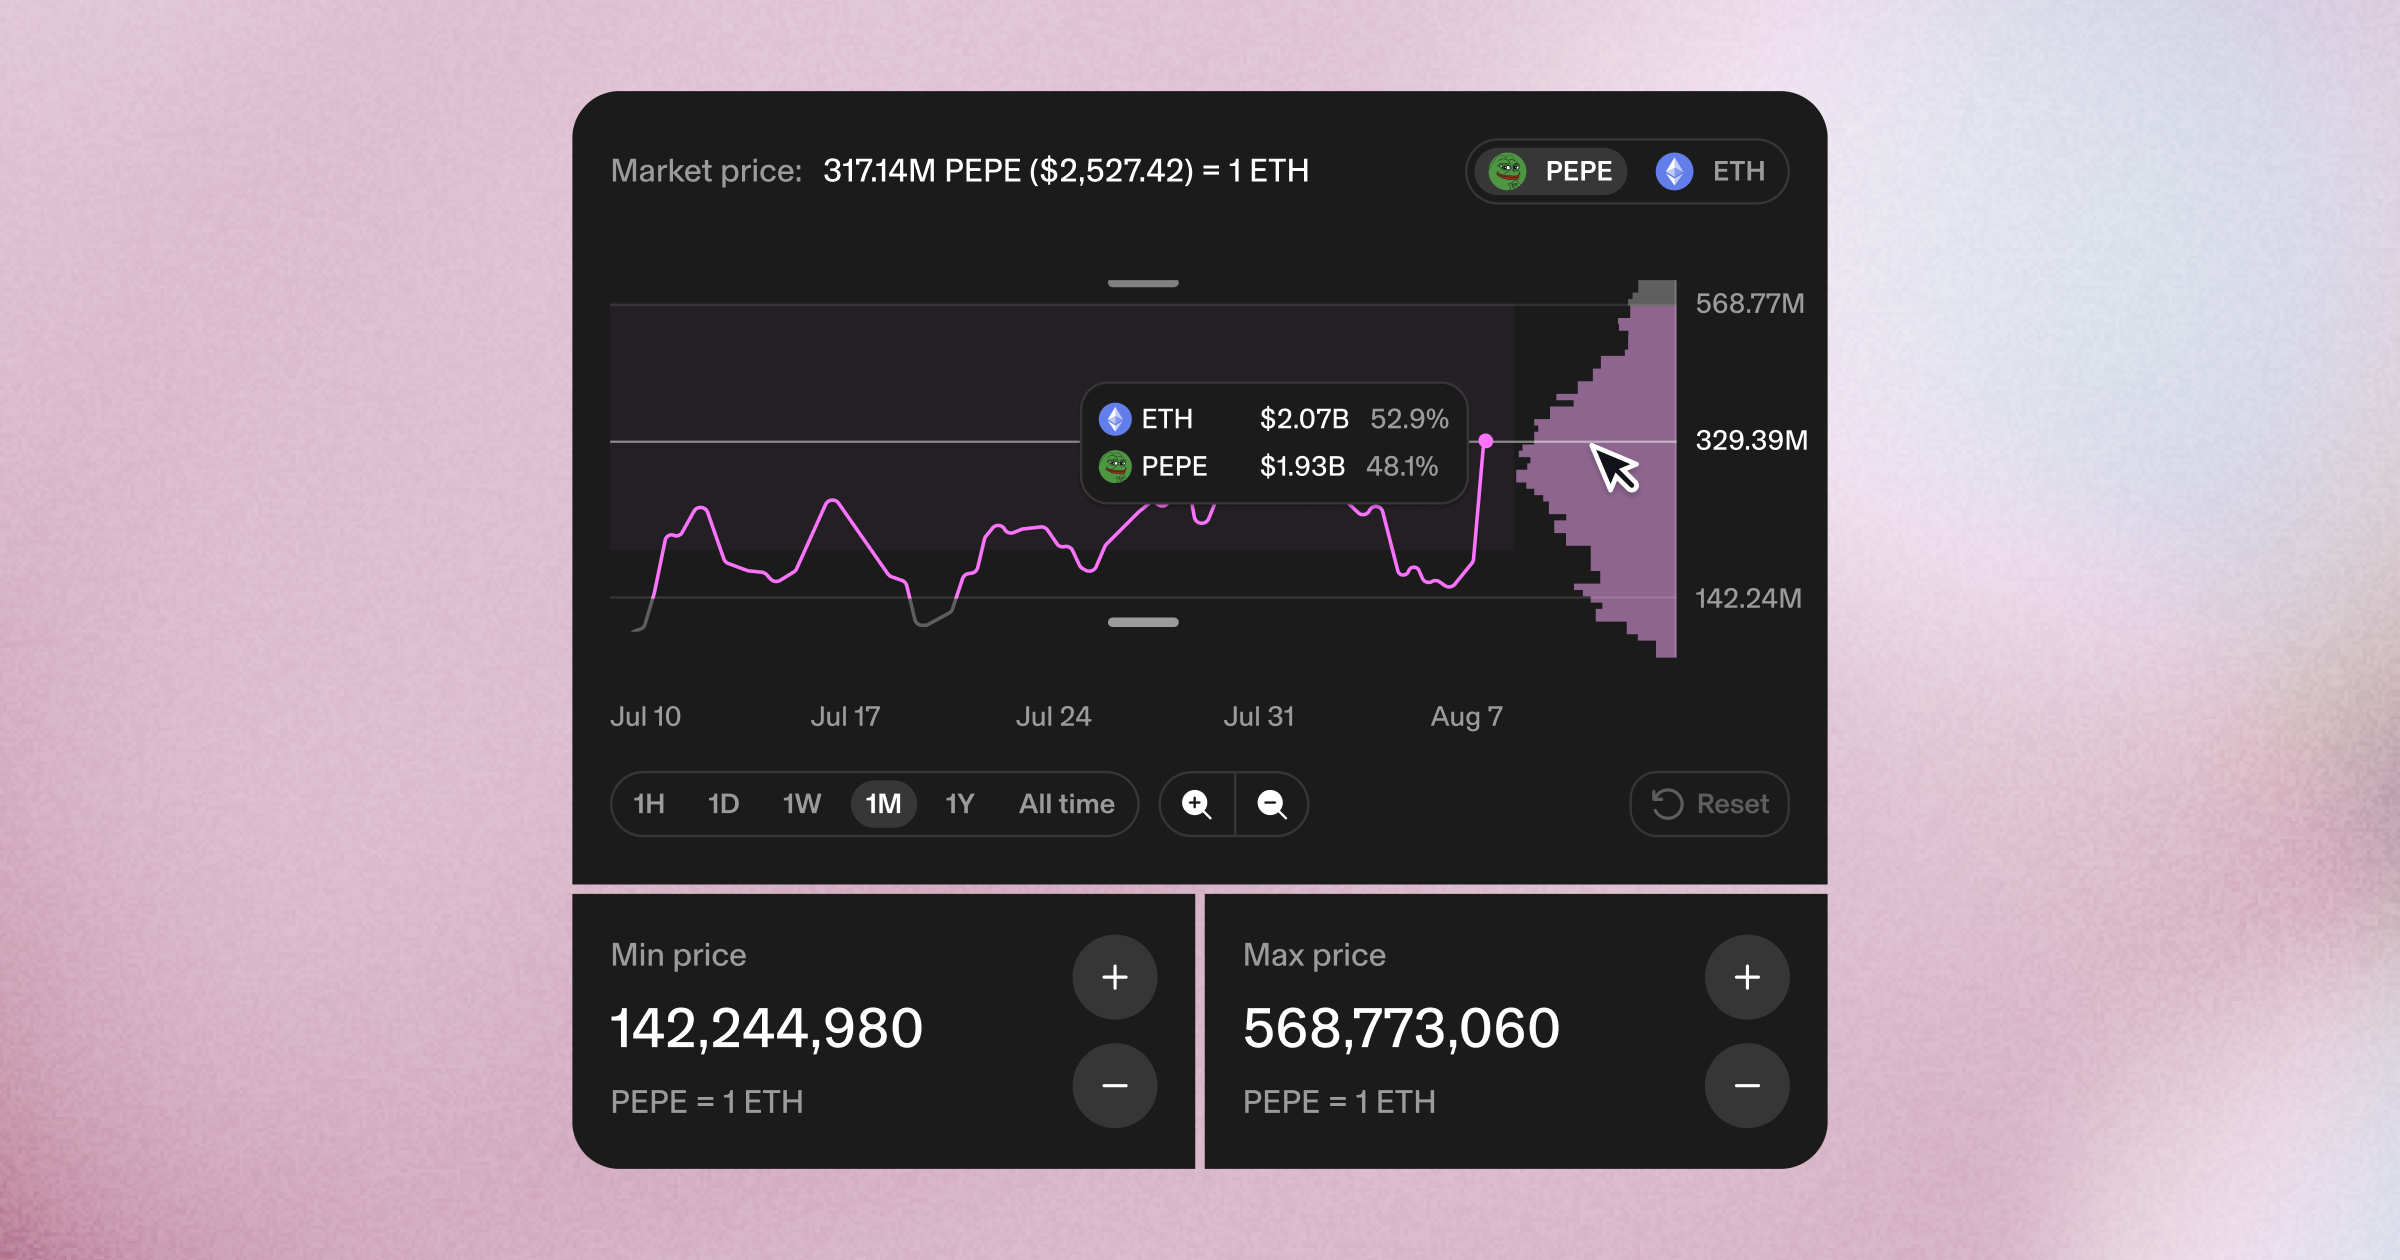 Market price: 317.14M PEPE ($2,527.42) = 1 ETH
PEPE ETH
568.77M
ETH $2.07B 52.9%
329.39M
PEPE $1.93B 48.1%
142.24M
Jul 10 Jul 17 Jul 24 Jul 31 Aug 7
1H 1D 1W 1M 1Y All time
Reset
Min price
142,244,980
PEPE = 1 ETH
Max price
568,773,060
PEPE = 1 ETH